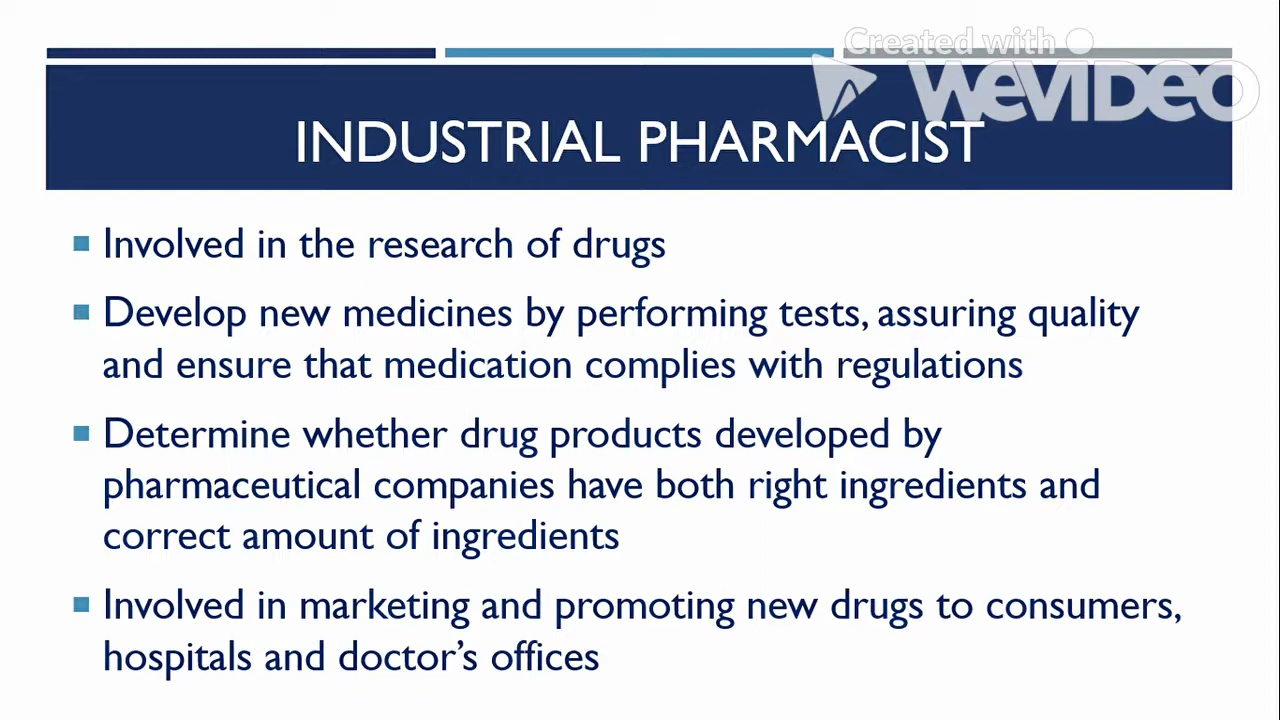 Created with
WEVIDEO
INDUSTRIAL PHARMACIST
Involved in the research of drugs
Develop new medicines by performing tests, assuring quality
and ensure that medication complies with regulations
Determine whether drug products developed by
pharmaceutical companies have both right ingredients and
correct amount of ingredients
Involved in marketing and promoting new drugs to consumers,
hospitals and doctor’s offices